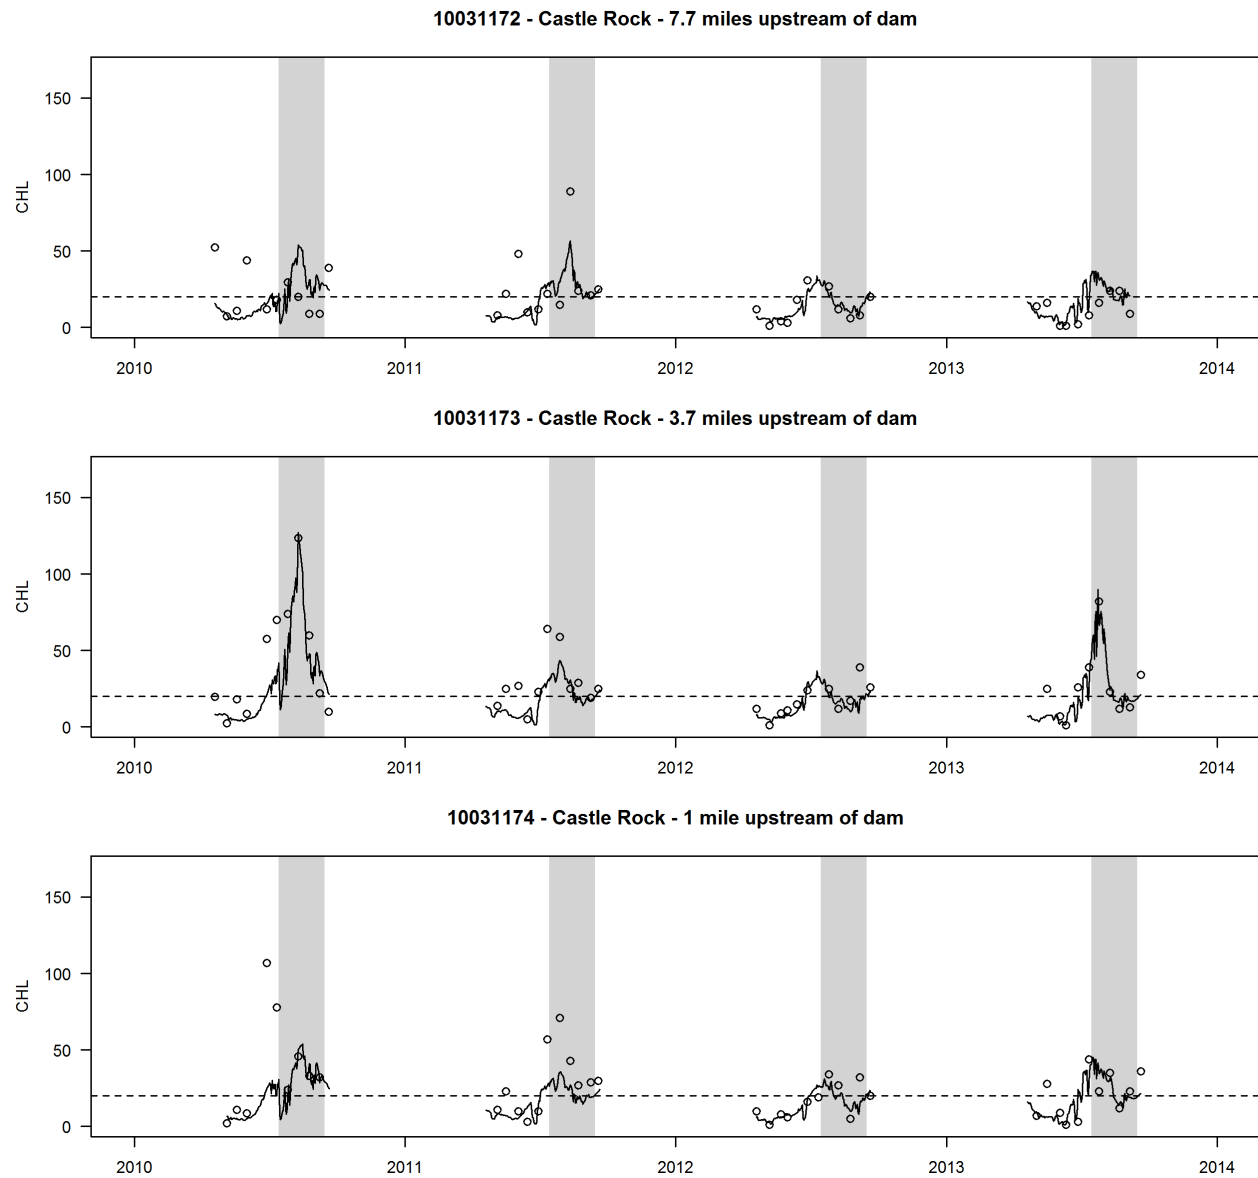 10031172 - Castle Rock - 7.7 miles upstream of dam
150
100
50
0
CHL
2010 2011 2012 2013 2014
10031173 - Castle Rock - 3.7 miles upstream of dam
150
100
50
0
CHL
2010 2011 2012 2013 2014
10031174 - Castle Rock - 1 mile upstream of dam
150
100
50
0
CHL
2010 2011 2012 2013 2014